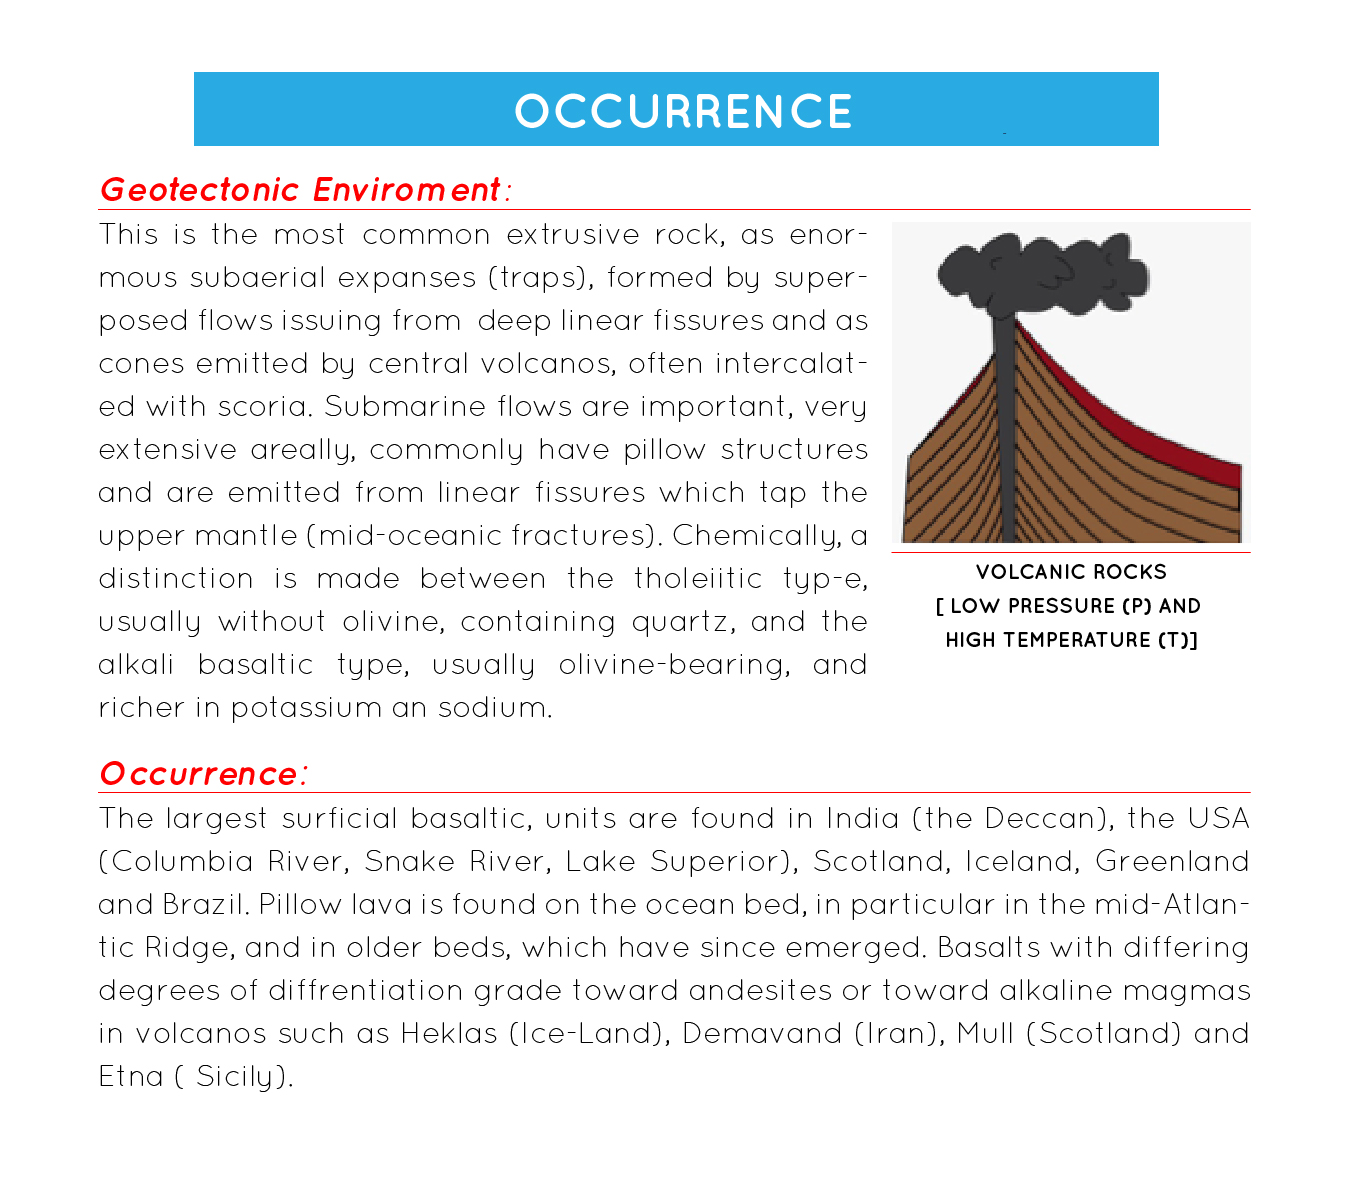 OCCURRENCE
Geotectonic Enviroment:
This is the most common extrusive rock, as enor-
mous subaerial expanses (traps), formed by super-
posed flows issuing from deep linear fissures and as
cones emitted by central volcanos, often intercalat-
ed with scoria. Submarine flows are important, very
extensive areally, commonly have pillow structures
and are emitted from linear fissures which tap the
upper mantle (mid-oceanic fractures). Chemically, a
distinction is made between the tholeiitic typ-e,
usually without olivine, containing quartz, and the
alkali basaltic type, usually olivine-bearing, and
richer in potassium an sodium.
VOLCANIC ROCKS
[ LOW PRESSURE (P) AND
HIGH TEMPERATURE (T)]
Occurrence:
The largest surficial basaltic, units are found in India (the Deccan), the USA
(Columbia River, Snake River, Lake Superior), Scotland, Iceland, Greenland
and Brazil. Pillow lava is found on the ocean bed, in particular in the mid-Atlan-
tic Ridge, and in older beds, which have since emerged. Basalts with differing
degrees of diffrentiation grade toward andesites or toward alkaline magmas
in volcanos such as Heklas (Ice-Land), Demavand (Iran), Mull (Scotland) and
Etna ( Sicily).